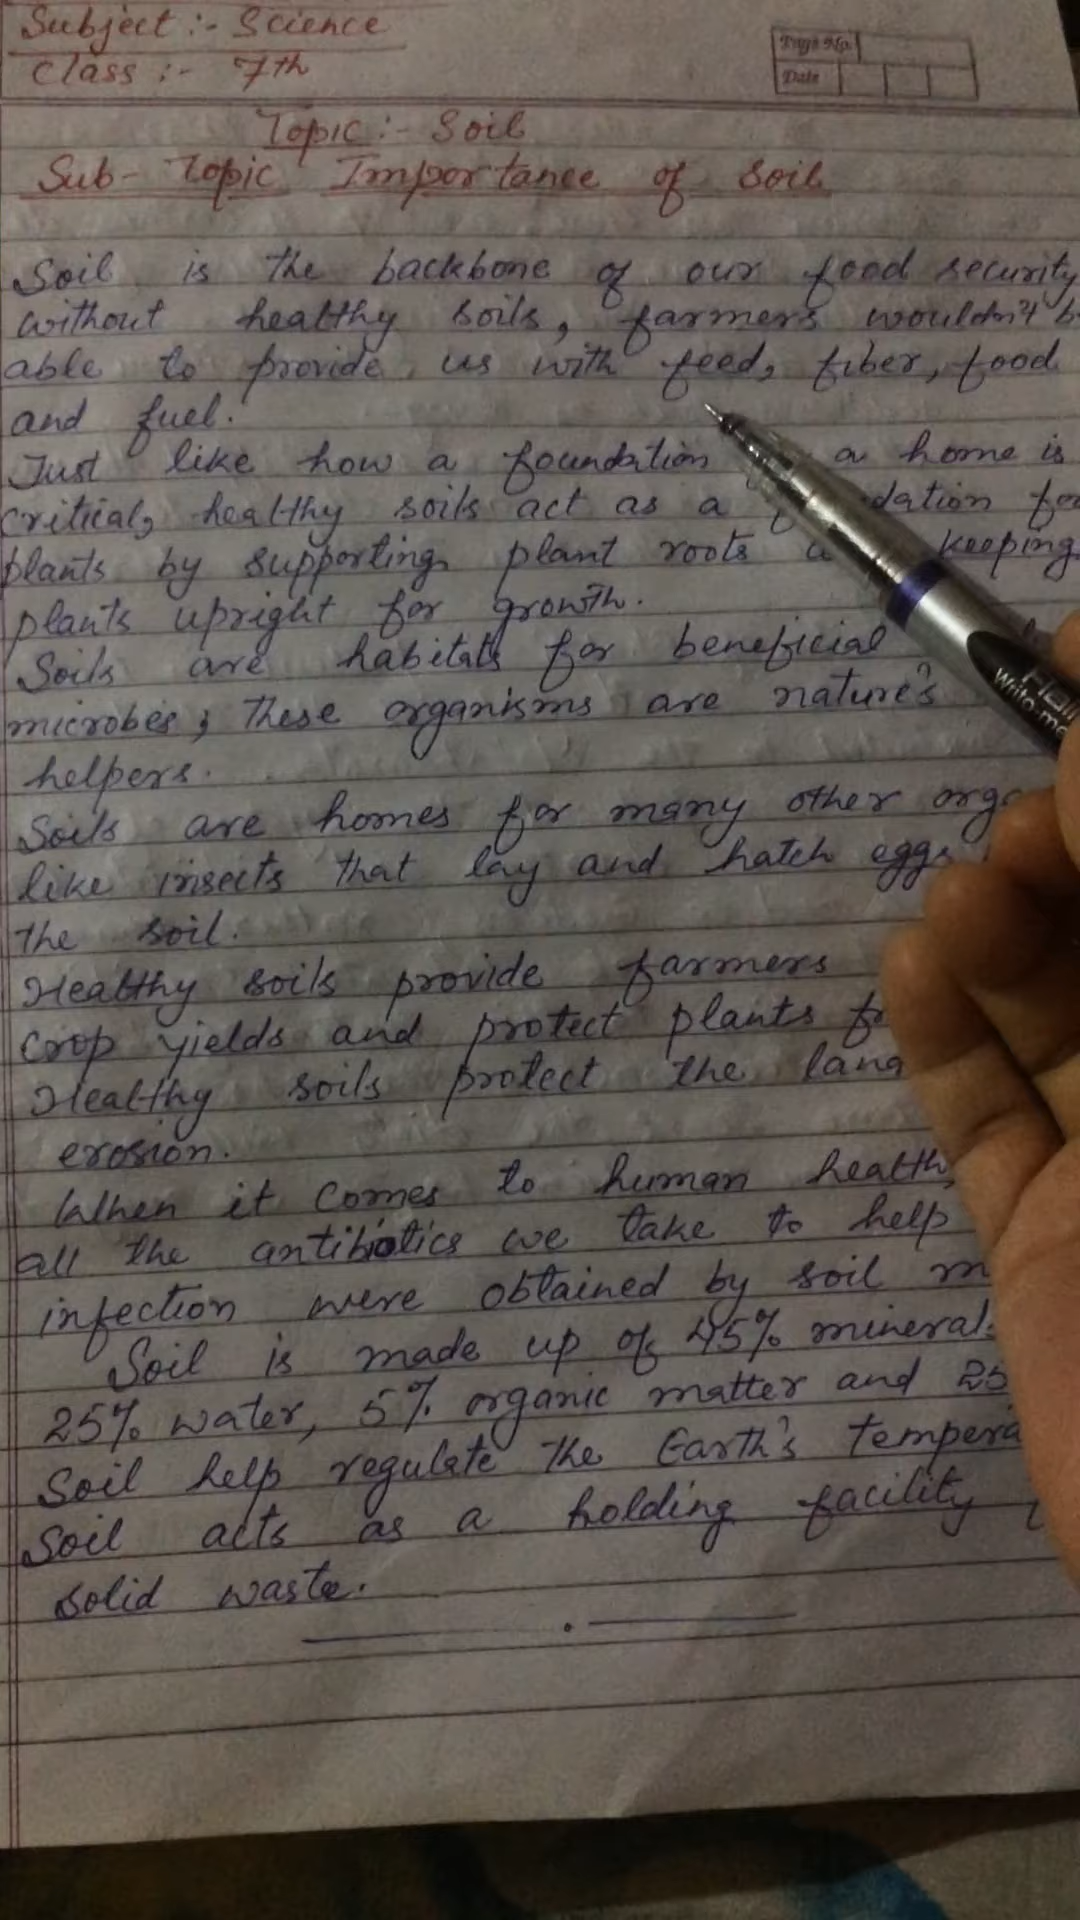 Subject :- Science
Class :- 7th
Page No.
Date
Topic :- Soil
Sub- Topic Importance of Soil
Soil is the backbone of our food security
without healthy soils, farmers wouldn't
able to provide us with feed, fiber, food
and fuel.
Just like how a foundation a home is
critical, healthy soils act as a
plants by supporting plant roots keeping
plants upright for growth.
Soils are habitats for beneficial
microbes, these organisms are nature's
helpers.
Soils are homes for many other
like insects that lay and hatch eggs
the soil.
Healthy soils provide farmers
crop yields and protect plants
Healthy soils protect the
erosion.
When it comes to human health,
all the antibiotics we take to help
infection were obtained by soil
Soil is made up of 45% minerals
25% water, 5% organic matter and
Soil help regulate the Earth's
Soil acts as a holding facility
solid waste.